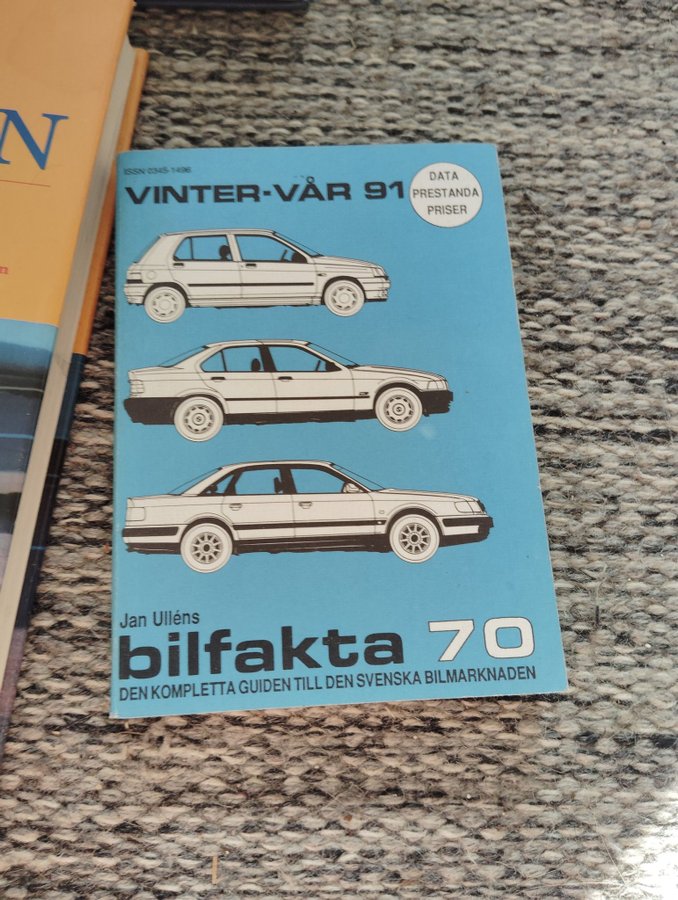 N
n
ISSN 0345-1496
VINTER-VÅR 91
DATA
PRESTANDA
PRISER
Jan Ulléns
bilfakta 70
DEN KOMPLETTA GUIDEN TILL DEN SVENSKA BILMARKNADEN